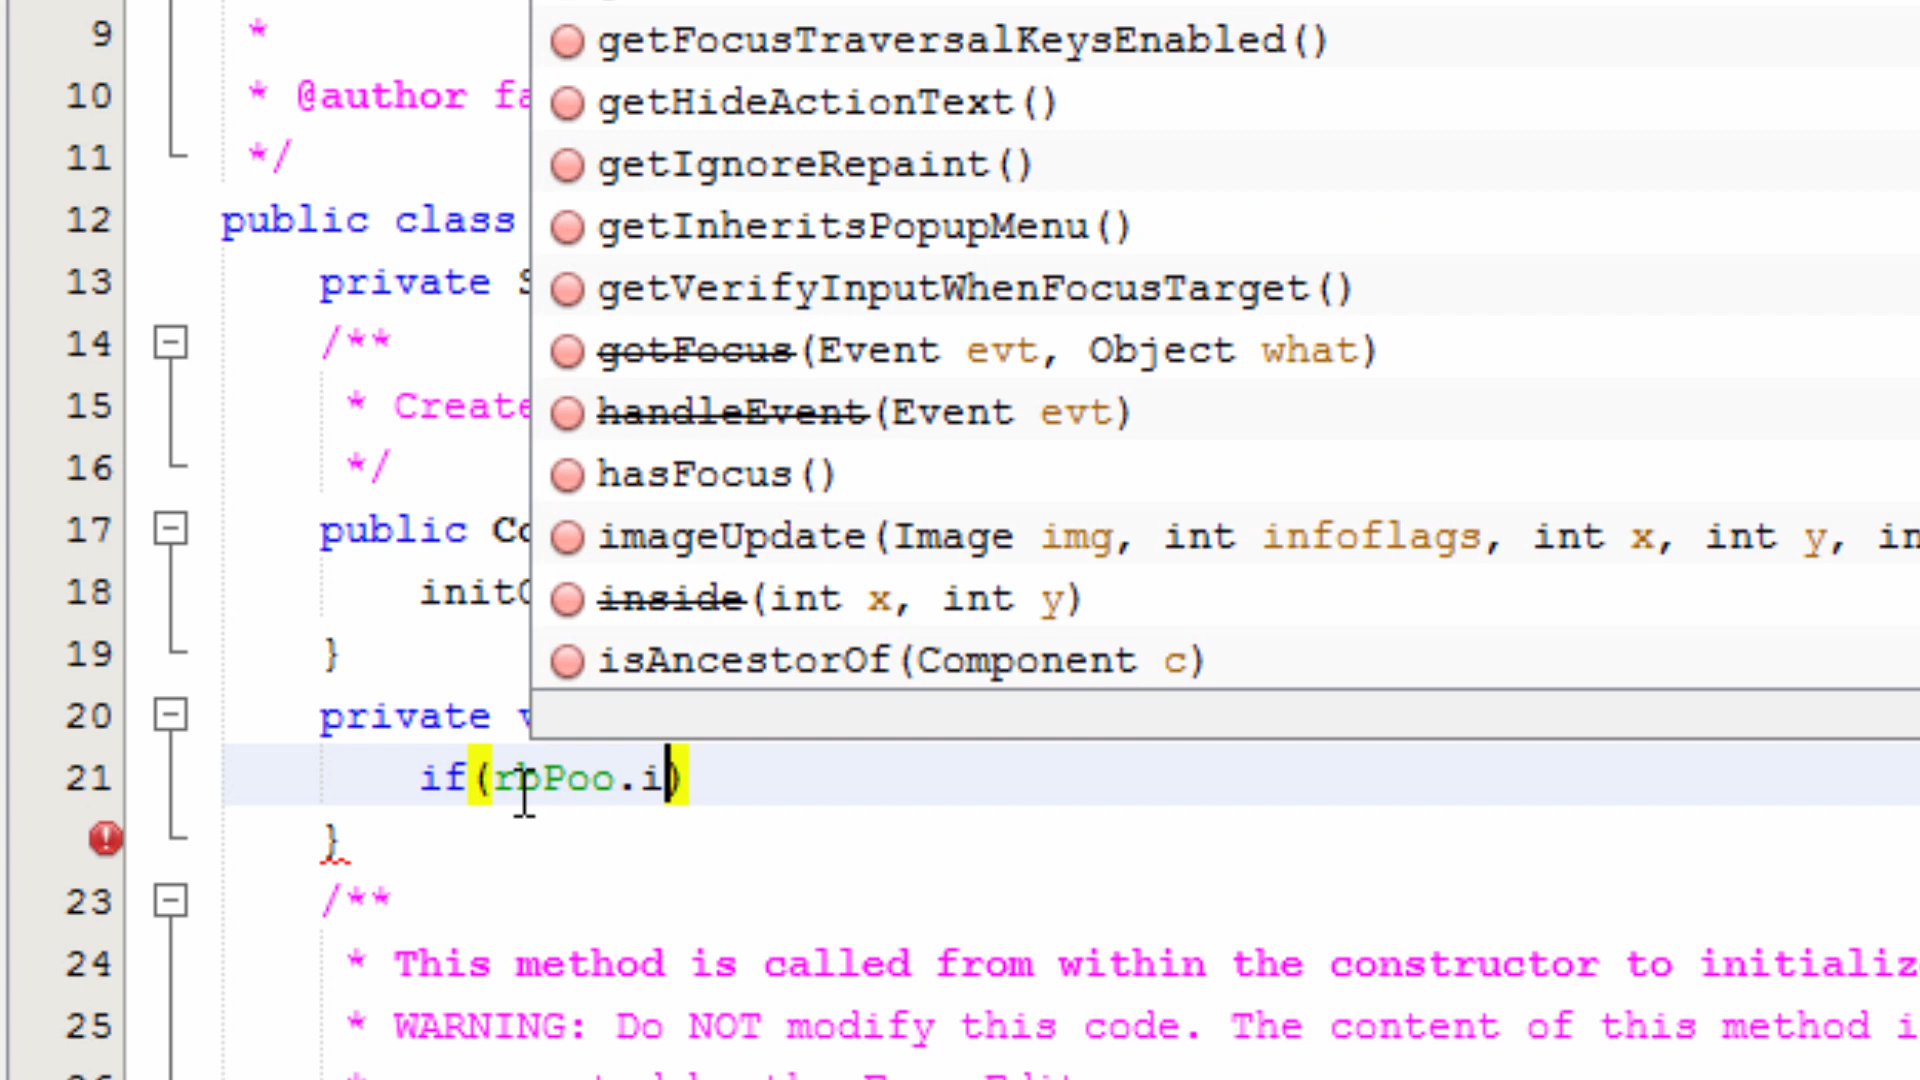 getFocusTraversalKeysEnabled()
getHideActionText()
getIgnoreRepaint()
getInheritsPopupMenu()
getVerifyInputWhenFocusTarget()
gotFocus(Event evt, Object what)
handleEvent(Event evt)
hasFocus()
imageUpdate(Image img, int infoflags, int x, int y, in
inside(int x, int y)
isAncestorOf(Component c)
9 *
10 * @author fa
11 */
12 public class
13 private S
14 /**
15 * Create
16 */
17 public Co
18 initC
19 }
20 private v
21 if(rbPoo.i)
}
23 /**
24 * This method is called from within the constructor to initializ
25 * WARNING: Do NOT modify this code. The content of this method i